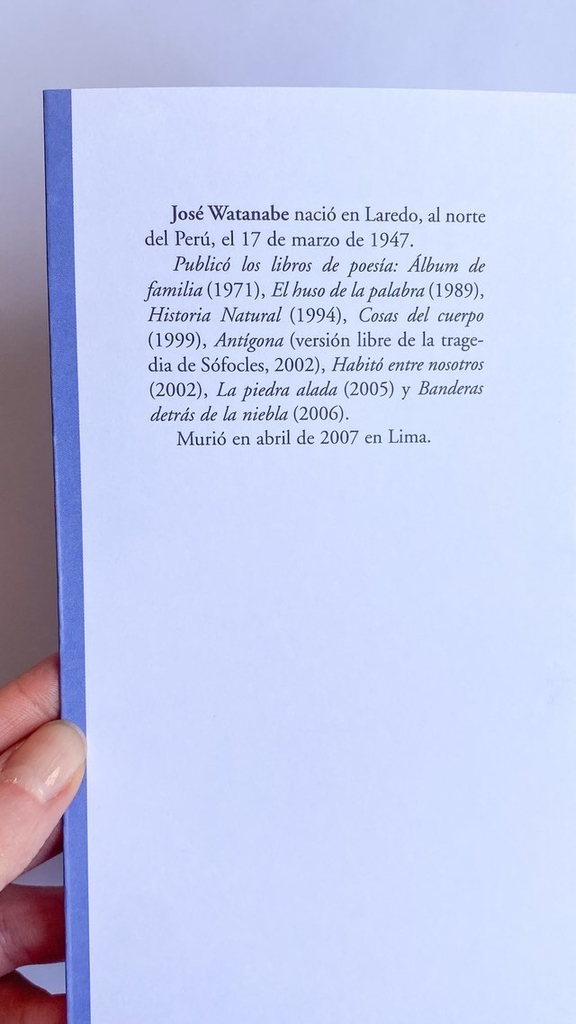 José Watanabe nació en Laredo, al norte
del Perú, el 17 de marzo de 1947.
Publicó los libros de poesía: Álbum de
familia (1971), El huso de la palabra (1989),
Historia Natural (1994), Cosas del cuerpo
(1999), Antígona (versión libre de la trage-
dia de Sófocles, 2002), Habitó entre nosotros
(2002), La piedra alada (2005) y Banderas
detrás de la niebla (2006).
Murió en abril de 2007 en Lima.